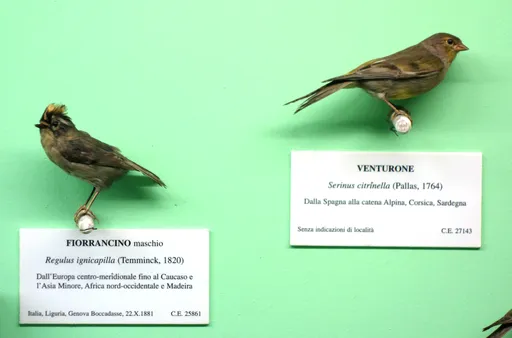 FIORRANCINO maschio
Regulus ignicapilla (Temminck, 1820)
Dall'Europa centro-meridionale fino al Caucaso e
l'Asia Minore, Africa nord-occidentale e Madeira
Italia, Liguria, Genova Boccadasse, 22.X.1881 C.E. 25861
VENTURONE
Serinus citrinella (Pallas, 1764)
Dalla Spagna alla catena Alpina, Corsica, Sardegna
Senza indicazioni di località C.E. 27143